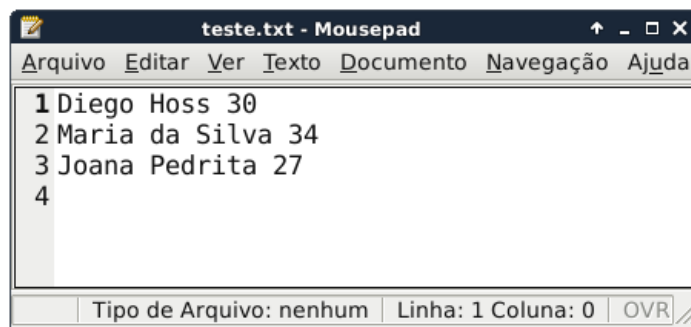 teste.txt - Mousepad
Arquivo Editar Ver Texto Documento Navegação Ajuda
1 Diego Hoss 30
2 Maria da Silva 34
3 Joana Pedrita 27
4
Tipo de Arquivo: nenhum Linha: 1 Coluna: 0 OVR